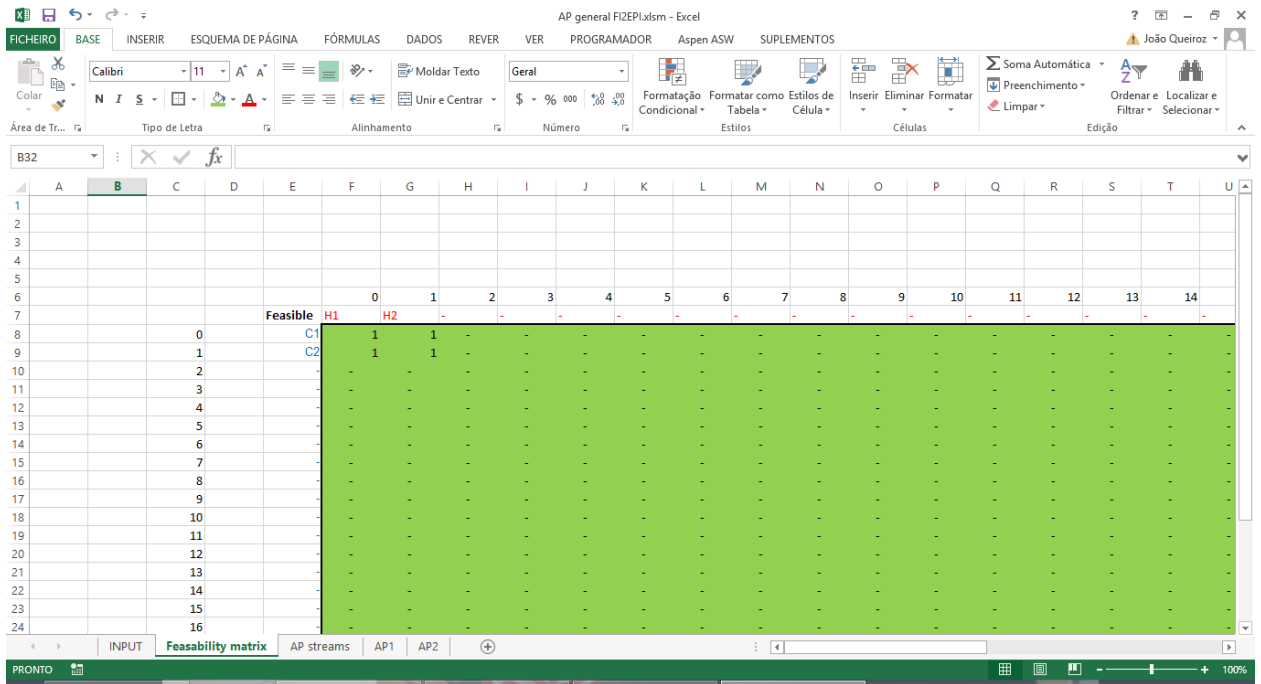 AP general FI2EPI.xlsm - Excel
FICHEIRO BASE INSERIR ESQUEMA DE PÁGINA FÓRMULAS DADOS REVER VER PROGRAMADOR Aspen ASW SUPLEMENTOS João Queiroz
Colar
Calibri 11
N I S
Moldar Texto
Unir e Centrar
Geral
$ % 000
Formatação Condicional
Formatar como Tabela
Estilos de Célula
Inserir Eliminar Formatar
Soma Automática
Preenchimento
Limpar
Ordenar e Filtrar
Localizar e Selecionar
Área de Tr... Tipo de Letra Alinhamento Número Estilos Células Edição
B32 fx
A B C D E F G H I J K L M N O P Q R S T U
1
2
3
4
5
6 0 1 2 3 4 5 6 7 8 9 10 11 12 13 14
7 Feasible H1 H2 - - - - - - - - - - - - -
8 0 C1 1 1 - - - - - - - - - - - - - -
9 1 C2 1 1 - - - - - - - - - - - - - -
10 2 - - - - - - - - - - - - - - - - -
11 3 - - - - - - - - - - - - - - - - -
12 4 - - - - - - - - - - - - - - - - -
13 5 - - - - - - - - - - - - - - - - -
14 6 - - - - - - - - - - - - - - - - -
15 7 - - - - - - - - - - - - - - - - -
16 8 - - - - - - - - - - - - - - - - -
17 9 - - - - - - - - - - - - - - - - -
18 10 - - - - - - - - - - - - - - - - -
19 11 - - - - - - - - - - - - - - - - -
20 12 - - - - - - - - - - - - - - - - -
21 13 - - - - - - - - - - - - - - - - -
22 14 - - - - - - - - - - - - - - - - -
23 15 - - - - - - - - - - - - - - - - -
24 16 - - - - - - - - - - - - - - - - -
INPUT Feasability matrix AP streams AP1 AP2
PRONTO 100%